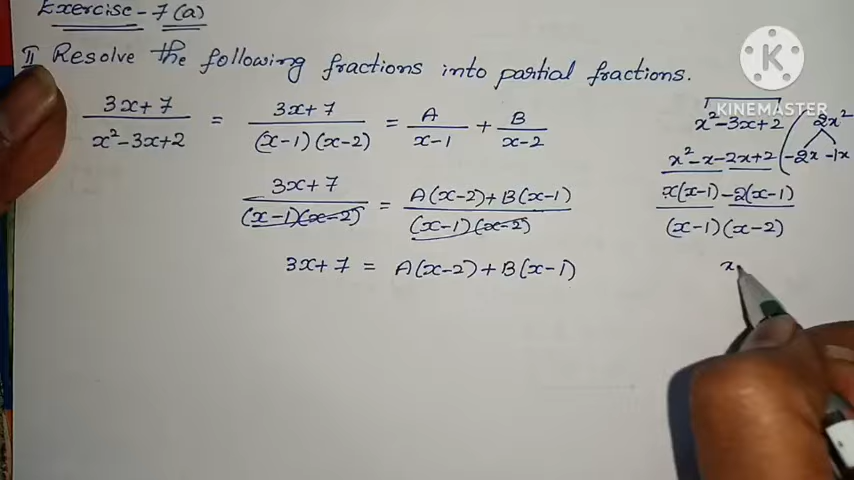 Exercise - 7(a)
II Resolve the following fractions into partial fractions.
3x+7 / x²-3x+2 = 3x+7 / (x-1)(x-2) = A / x-1 + B / x-2
3x+7 / (x-1)(x-2) = A(x-2)+B(x-1) / (x-1)(x-2)
3x+7 = A(x-2)+B(x-1)
K
KINEMASTER
x²-3x+2
2x²
x²-x-2x+2
-2x -1x
x(x-1)-2(x-1)
(x-1)(x-2)
x